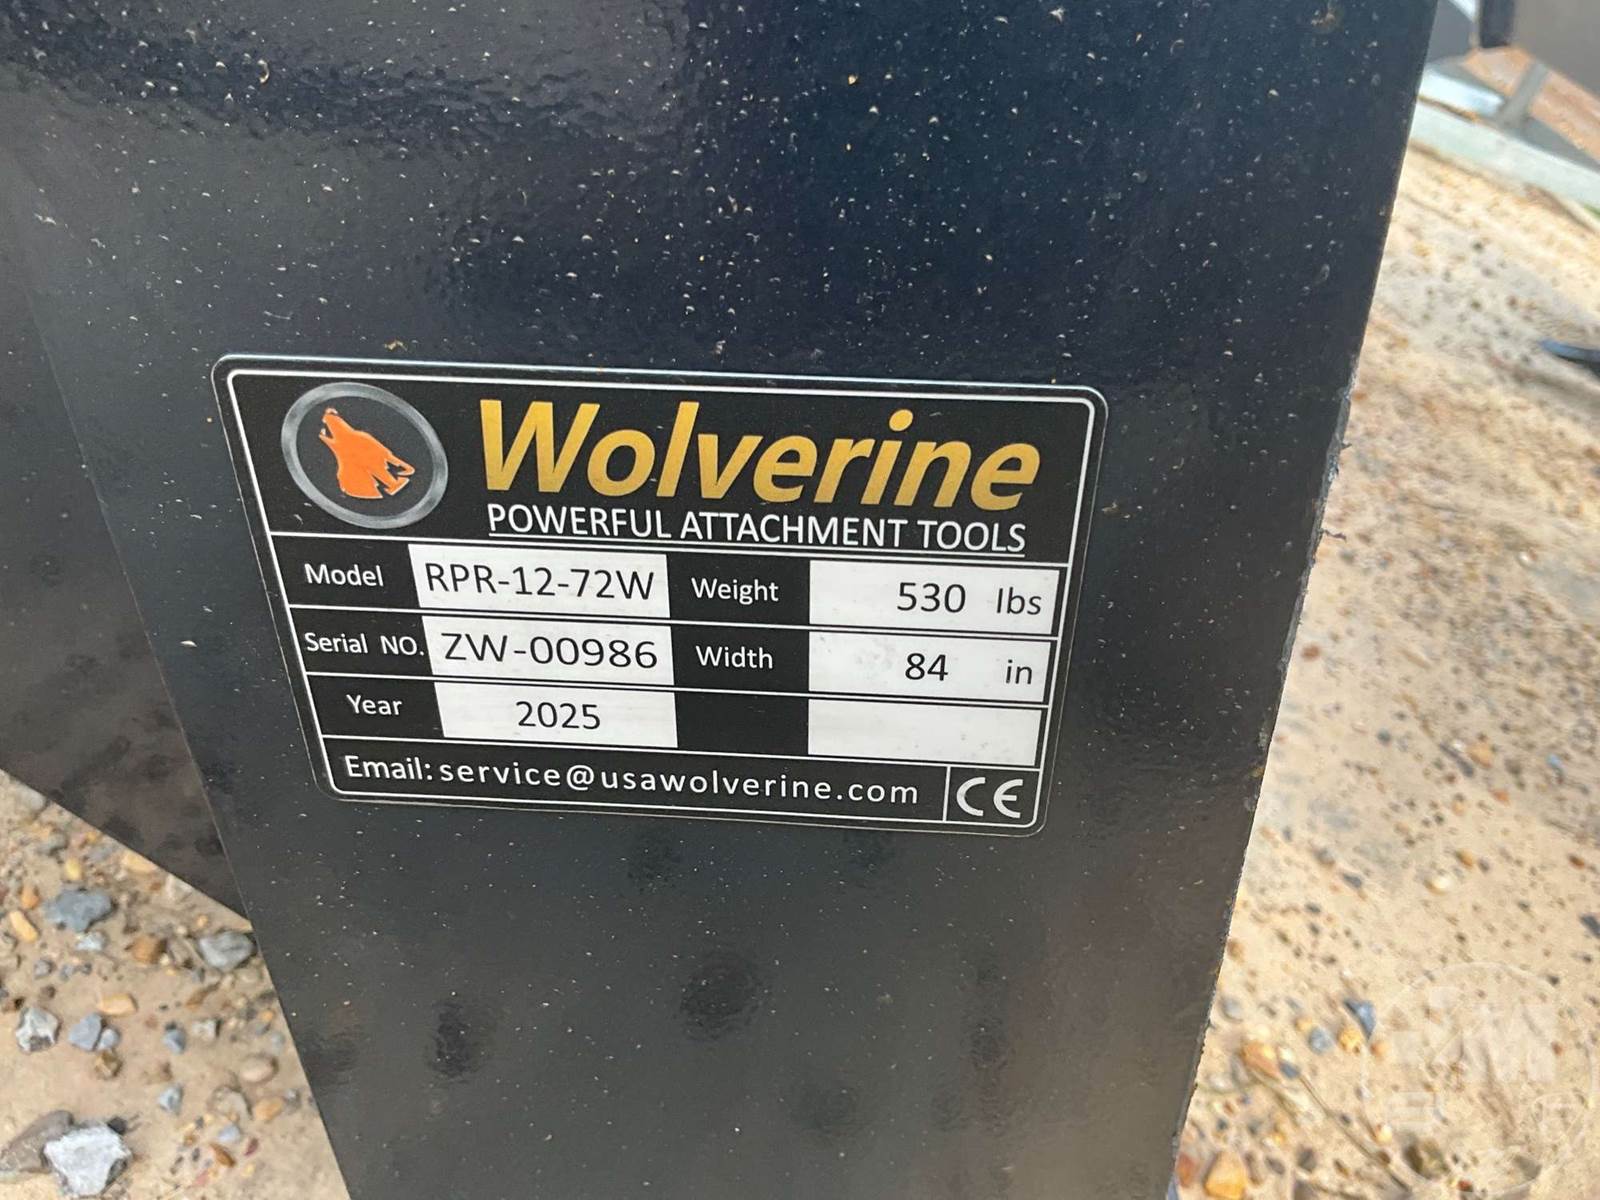 Wolverine
POWERFUL ATTACHMENT TOOLS
Model RPR-12-72W Weight 530 lbs
Serial NO. ZW-00986 Width 84 in
Year 2025
Email: service@usawolverine.com CE